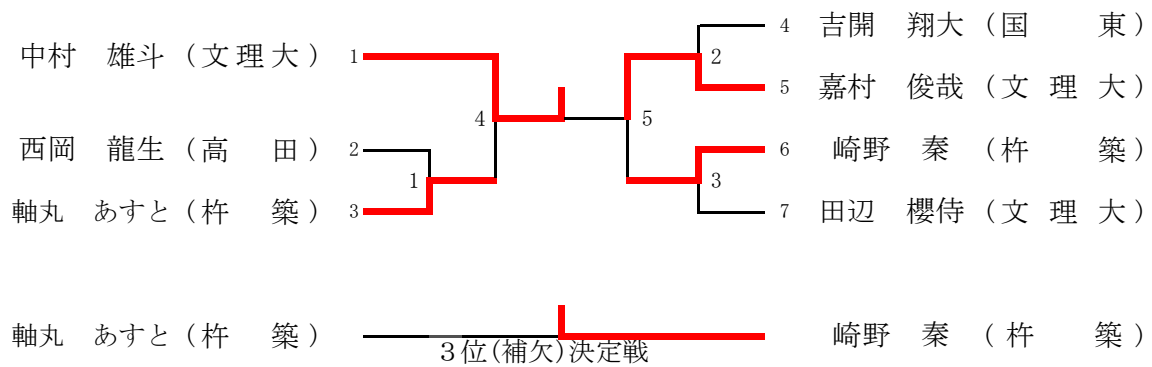 中村　雄斗（文理大） 1
西岡　龍生（高　田） 2
軸丸　あすと（杵　築） 3
4 吉開　翔大（国　東）
5 嘉村　俊哉（文理大）
6 崎野　秦（杵　築）
7 田辺　櫻侍（文理大）
1
4
2
5
3
軸丸　あすと（杵　築）
崎野　秦（杵　築）
３位（補欠）決定戦